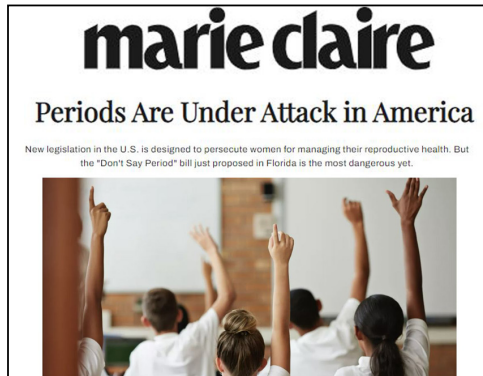 marie claire
Periods Are Under Attack in America
New legislation in the U.S. is designed to persecute women for managing their reproductive health. But
the "Don't Say Period" bill just proposed in Florida is the most dangerous yet.